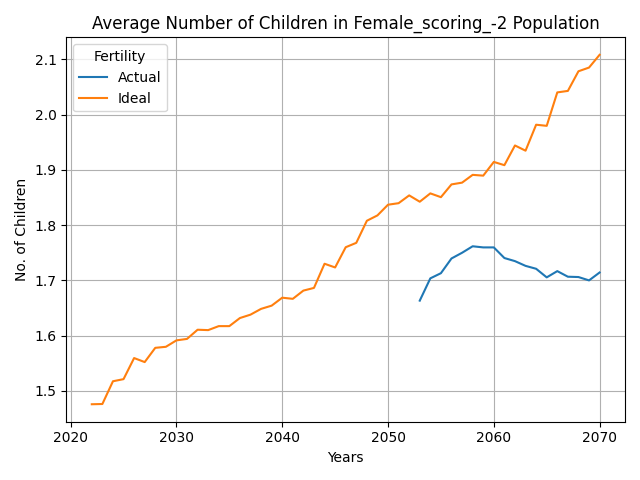 Average Number of Children in Female_scoring_-2 Population
Fertility
Actual
Ideal
No. of Children
2.1
2.0
1.9
1.8
1.7
1.6
1.5
2020 2030 2040 2050 2060 2070
Years